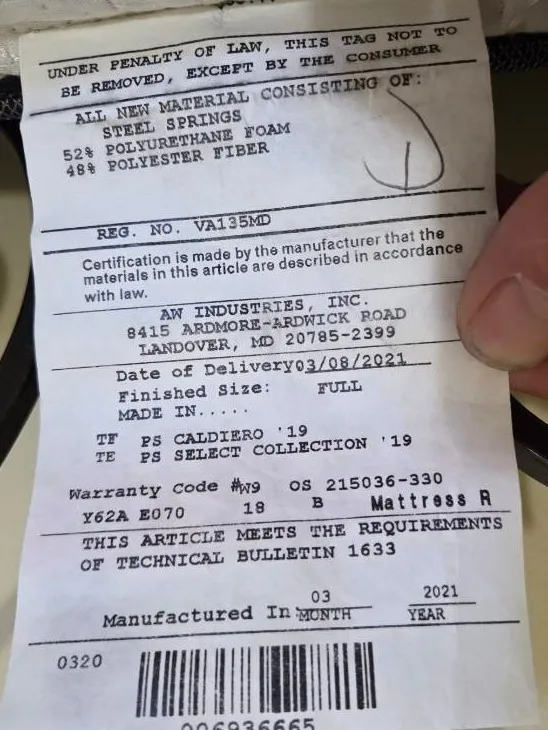 UNDER PENALTY OF LAW, THIS TAG NOT TO
BE REMOVED, EXCEPT BY THE CONSUMER
ALL NEW MATERIAL CONSISTING OF:
STEEL SPRINGS
52% POLYURETHANE FOAM
48% POLYESTER FIBER
REG. NO. VA135MD
Certification is made by the manufacturer that the
materials in this article are described in accordance
with law.
AW INDUSTRIES, INC.
8415 ARDMORE-ARDWICK ROAD
LANDOVER, MD 20785-2399
Date of Delivery03/08/2021
Finished Size: FULL
MADE IN.....
TF PS CALDIERO '19
TE PS SELECT COLLECTION '19
Warranty Code #W9 OS 215036-330
Y62A E070 18 B Mattress R
THIS ARTICLE MEETS THE REQUIREMENTS
OF TECHNICAL BULLETIN 1633
Manufactured In: 03 2021
MONTH YEAR
0320
006936665